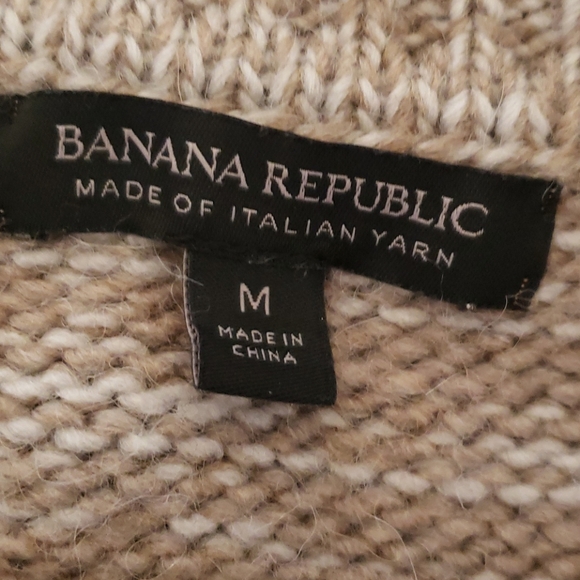 BANANA REPUBLIC
MADE OF ITALIAN YARN
M
MADE IN
CHINA